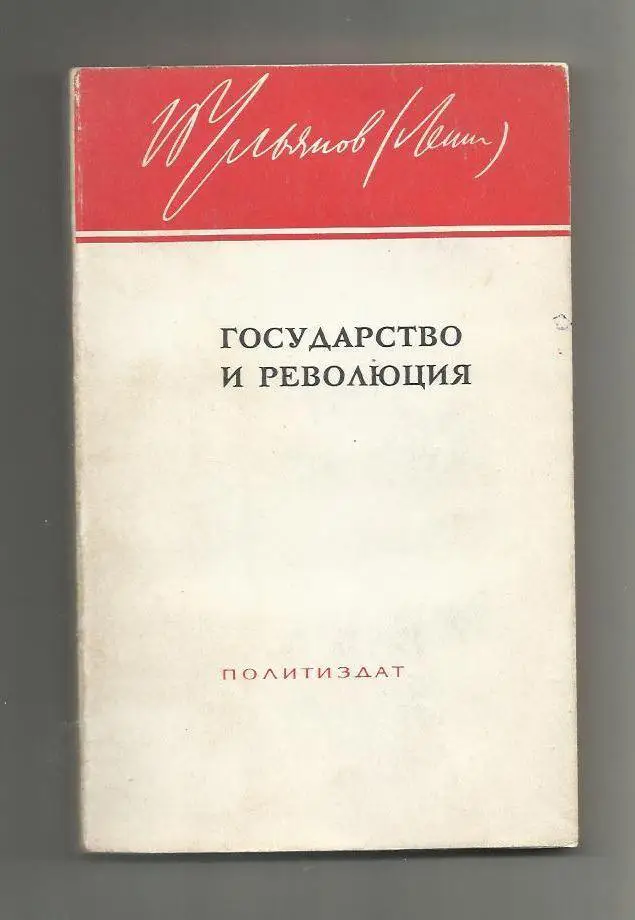 В Ульянов (Ленин)
ГОСУДАРСТВО
И РЕВОЛЮЦИЯ
ПОЛИТИЗДАТ